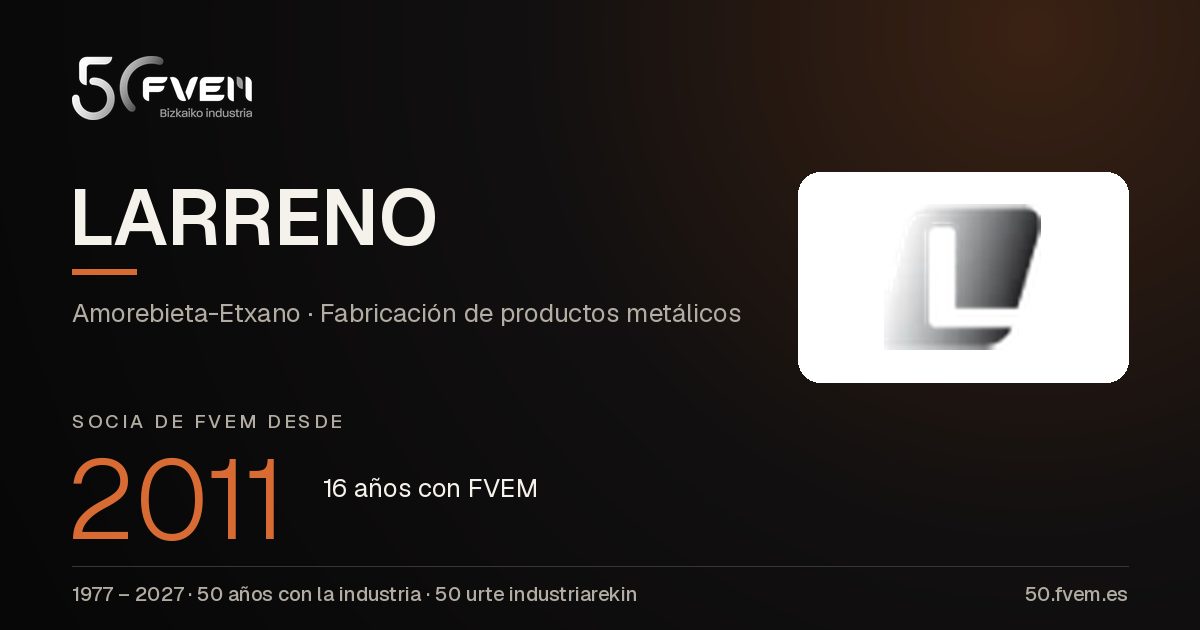 50 FVEM
Bizkaiko industria
LARRENO
Amorebieta-Etxano · Fabricación de productos metálicos
L
SOCIA DE FVEM DESDE
2011
16 años con FVEM
1977 – 2027 · 50 años con la industria · 50 urte industriarekin
50.fvem.es